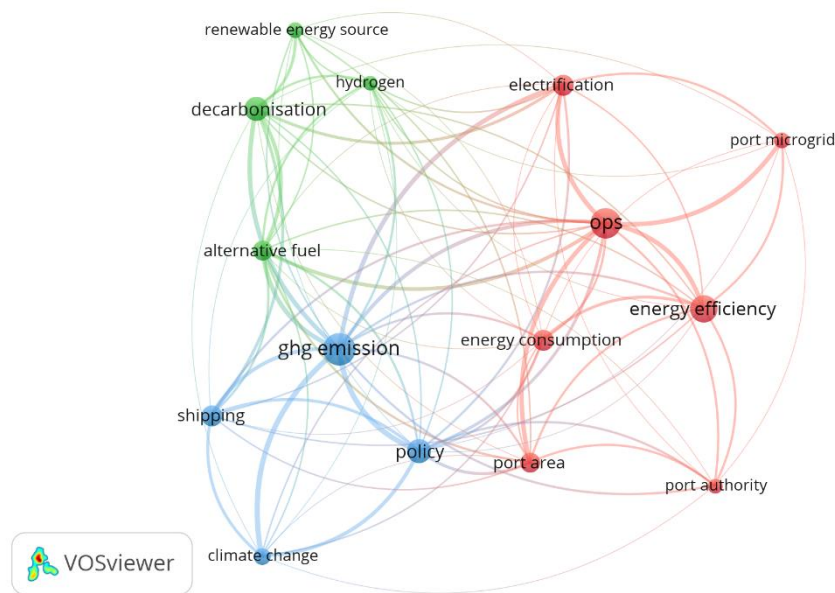 renewable energy source
hydrogen
electrification
decarbonisation
port microgrid
ops
alternative fuel
energy efficiency
energy consumption
ghg emission
shipping
policy
port area
port authority
climate change
VOSviewer